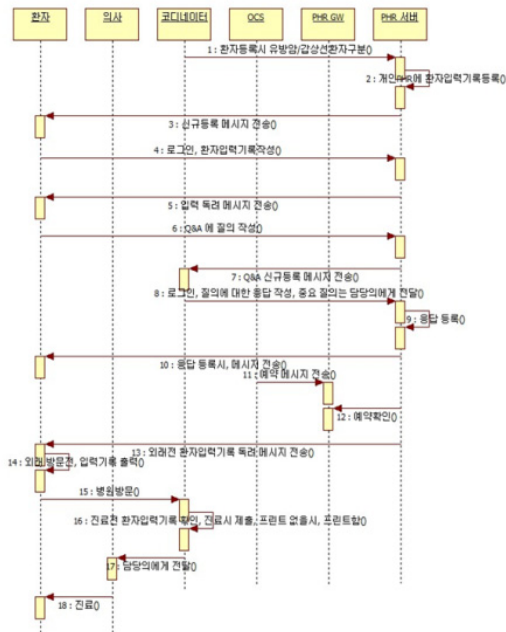 환자 의사 코디네이터 OCS PHR GW PHR 서버
1 : 환자등록시 유방암/갑상선환자구분()
2 : 개인PHR에 환자입력기록등록()
3 : 신규등록 메시지 전송()
4 : 로그인, 환자입력기록작성()
5 : 입력 독려 메시지 전송()
6 : Q&A 에 질의 작성()
7 : Q&A 신규등록 메시지 전송()
8 : 로그인, 질의에 대한 응답 작성, 중요 질의는 담당의에게 전달()
9 : 응답 등록()
10 : 응답 등록시, 메시지 전송()
11 : 예약 메시지 전송()
12 : 예약확인()
13 : 외래전 환자입력기록 독려 메시지 전송()
14 : 외래 방문전, 입력기록 출력()
15 : 병원방문()
16 : 진료전 환자입력기록 확인, 진료시 제출, 프린트 없을시, 프린트함()
17 : 담당의에게 전달()
18 : 진료()